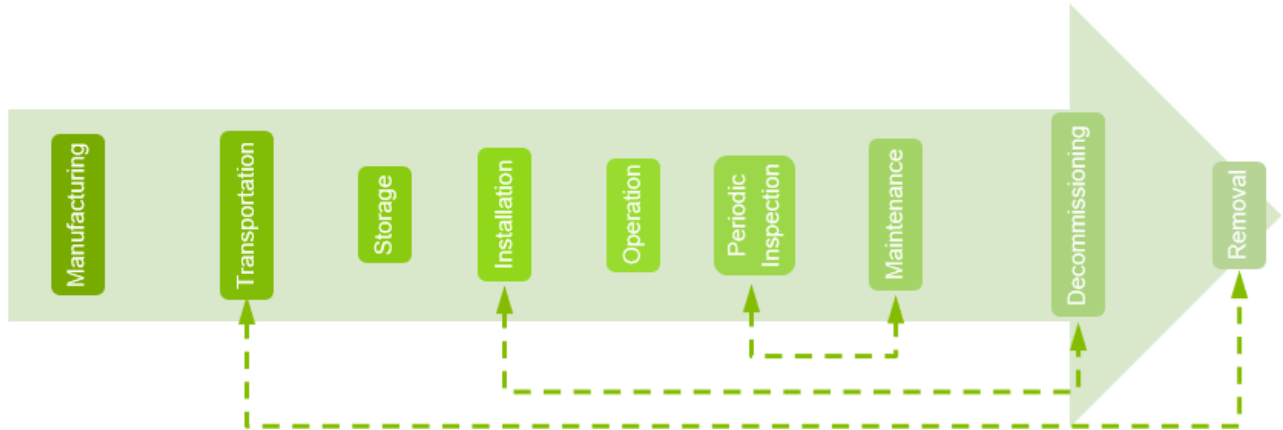 Manufacturing
Transportation
Storage
Installation
Operation
Periodic
Inspection
Maintenance
Decommissioning
Removal